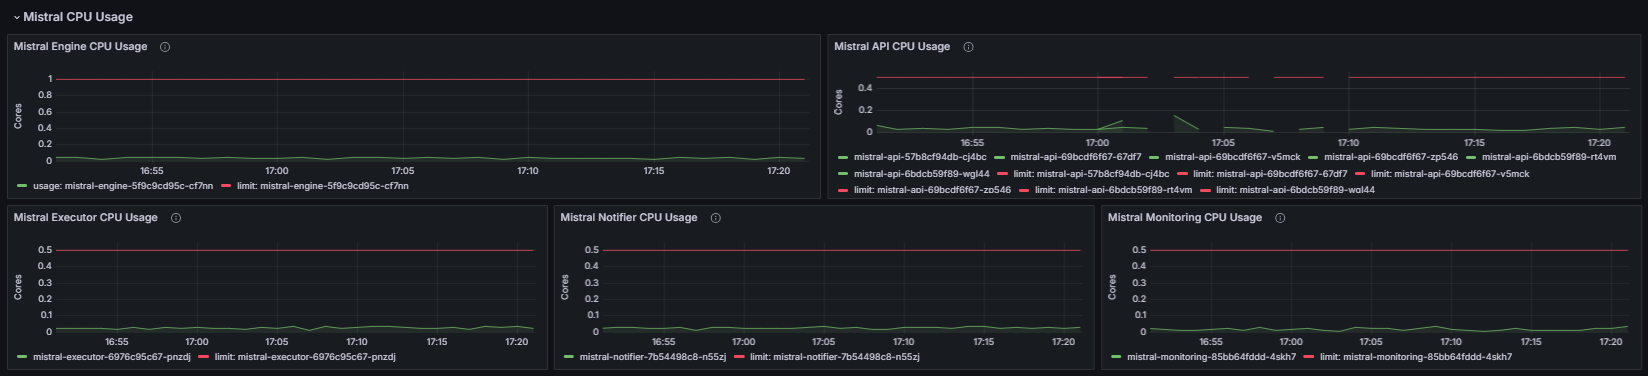 Mistral CPU Usage
Mistral Engine CPU Usage
Cores
1
0.8
0.6
0.4
0.2
0
16:55 17:00 17:05 17:10 17:15 17:20
usage: mistral-engine-5f9c9cd95c-cf7nn limit: mistral-engine-5f9c9cd95c-cf7nn
Mistral API CPU Usage
Cores
0.4
0.2
0
16:55 17:00 17:05 17:10 17:15 17:20
mistral-api-57b8cf94db-cj4bc mistral-api-69bcdf6f67-67df7 mistral-api-69bcdf6f67-v5mck mistral-api-69bcdf6f67-zp546 mistral-api-6bdcb59f89-rt4vm
mistral-api-6bdcb59f89-wgl44 limit: mistral-api-57b8cf94db-cj4bc limit: mistral-api-69bcdf6f67-67df7 limit: mistral-api-69bcdf6f67-v5mck
limit: mistral-api-69bcdf6f67-zp546 limit: mistral-api-6bdcb59f89-rt4vm limit: mistral-api-6bdcb59f89-wgl44
Mistral Executor CPU Usage
Cores
0.5
0.4
0.3
0.2
0.1
0
16:55 17:00 17:05 17:10 17:15 17:20
mistral-executor-6976c95c67-pnzdj limit: mistral-executor-6976c95c67-pnzdj
Mistral Notifier CPU Usage
Cores
0.5
0.4
0.3
0.2
0.1
0
16:55 17:00 17:05 17:10 17:15 17:20
mistral-notifier-7b54498c8-n55zj limit: mistral-notifier-7b54498c8-n55zj
Mistral Monitoring CPU Usage
Cores
0.5
0.4
0.3
0.2
0.1
0
16:55 17:00 17:05 17:10 17:15 17:20
mistral-monitoring-85bb64fddd-4skh7 limit: mistral-monitoring-85bb64fddd-4skh7